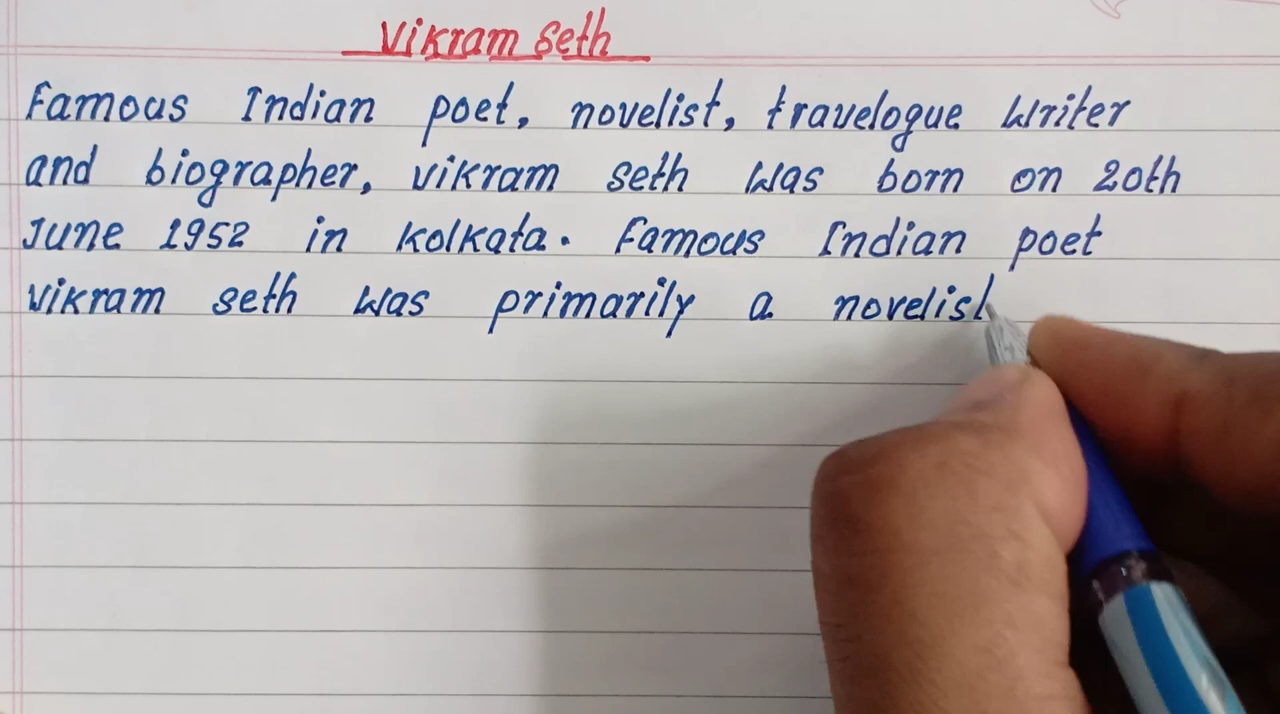 Vikram Seth
Famous Indian poet, novelist, travelogue writer
and biographer, Vikram Seth was born on 20th
June 1952 in Kolkata. Famous Indian poet
Vikram Seth was primarily a novelist